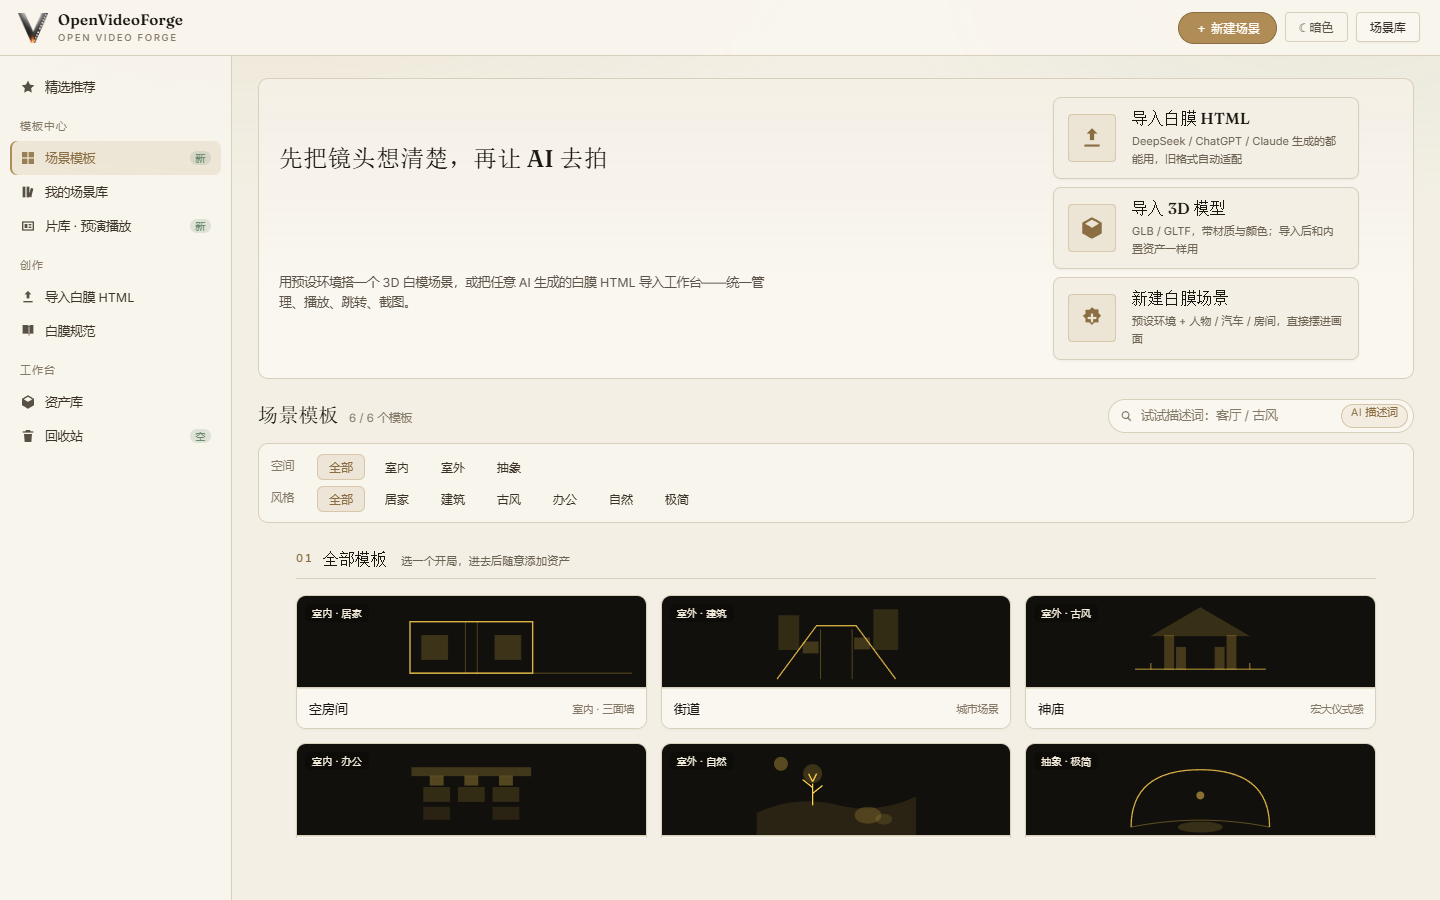 OpenVideoForge
OPEN VIDEO FORGE
+ 新建场景
☾暗色
场景库
精选推荐
模板中心
场景模板
新
我的场景库
片库 · 预演播放
新
创作
导入白膜 HTML
白膜规范
工作台
资产库
回收站
空
先把镜头想清楚，再让 AI 去拍
用预设环境搭一个 3D 白模场景，或把任意 AI 生成的白膜 HTML 导入工作台——统一管
理、播放、跳转、截图。
导入白膜 HTML
DeepSeek / ChatGPT / Claude 生成的都
能用，旧格式自动适配
导入 3D 模型
GLB / GLTF，带材质与颜色；导入后和内
置资产一样用
新建白膜场景
预设环境 + 人物 / 汽车 / 房间，直接摆进画
面
场景模板
6 / 6 个模板
试试描述词：客厅 / 古风
AI 描述词
空间
全部
室内
室外
抽象
风格
全部
居家
建筑
古风
办公
自然
极简
01
全部模板
选一个开局，进去后随意添加资产
室内 · 居家
空房间
室内 · 三面墙
室外 · 建筑
街道
城市场景
室外 · 古风
神庙
宏大仪式感
室内 · 办公
室外 · 自然
抽象 · 极简